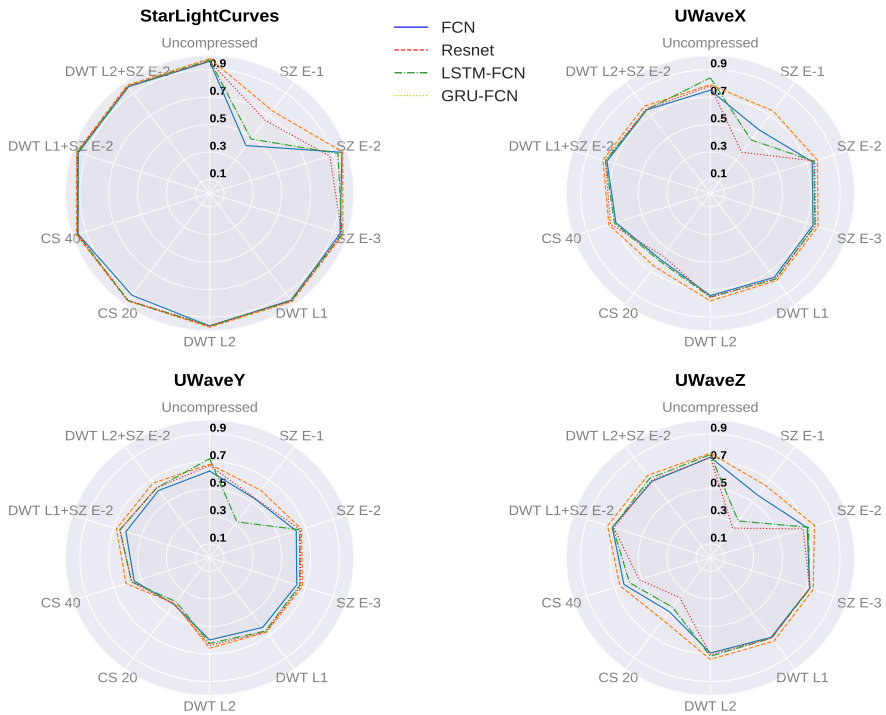 StarLightCurves
Uncompressed
DWT L2+SZ E-2
SZ E-1
0.9
0.7
0.5
0.3
0.1
DWT L1+SZ E-2
SZ E-2
CS 40
SZ E-3
CS 20
DWT L1
DWT L2
FCN
Resnet
LSTM-FCN
GRU-FCN
UWaveX
Uncompressed
DWT L2+SZ E-2
SZ E-1
0.9
0.7
0.5
0.3
0.1
DWT L1+SZ E-2
SZ E-2
CS 40
SZ E-3
CS 20
DWT L1
DWT L2
UWaveY
Uncompressed
DWT L2+SZ E-2
SZ E-1
0.9
0.7
0.5
0.3
0.1
DWT L1+SZ E-2
SZ E-2
CS 40
SZ E-3
CS 20
DWT L1
DWT L2
UWaveZ
Uncompressed
DWT L2+SZ E-2
SZ E-1
0.9
0.7
0.5
0.3
0.1
DWT L1+SZ E-2
SZ E-2
CS 40
SZ E-3
CS 20
DWT L1
DWT L2